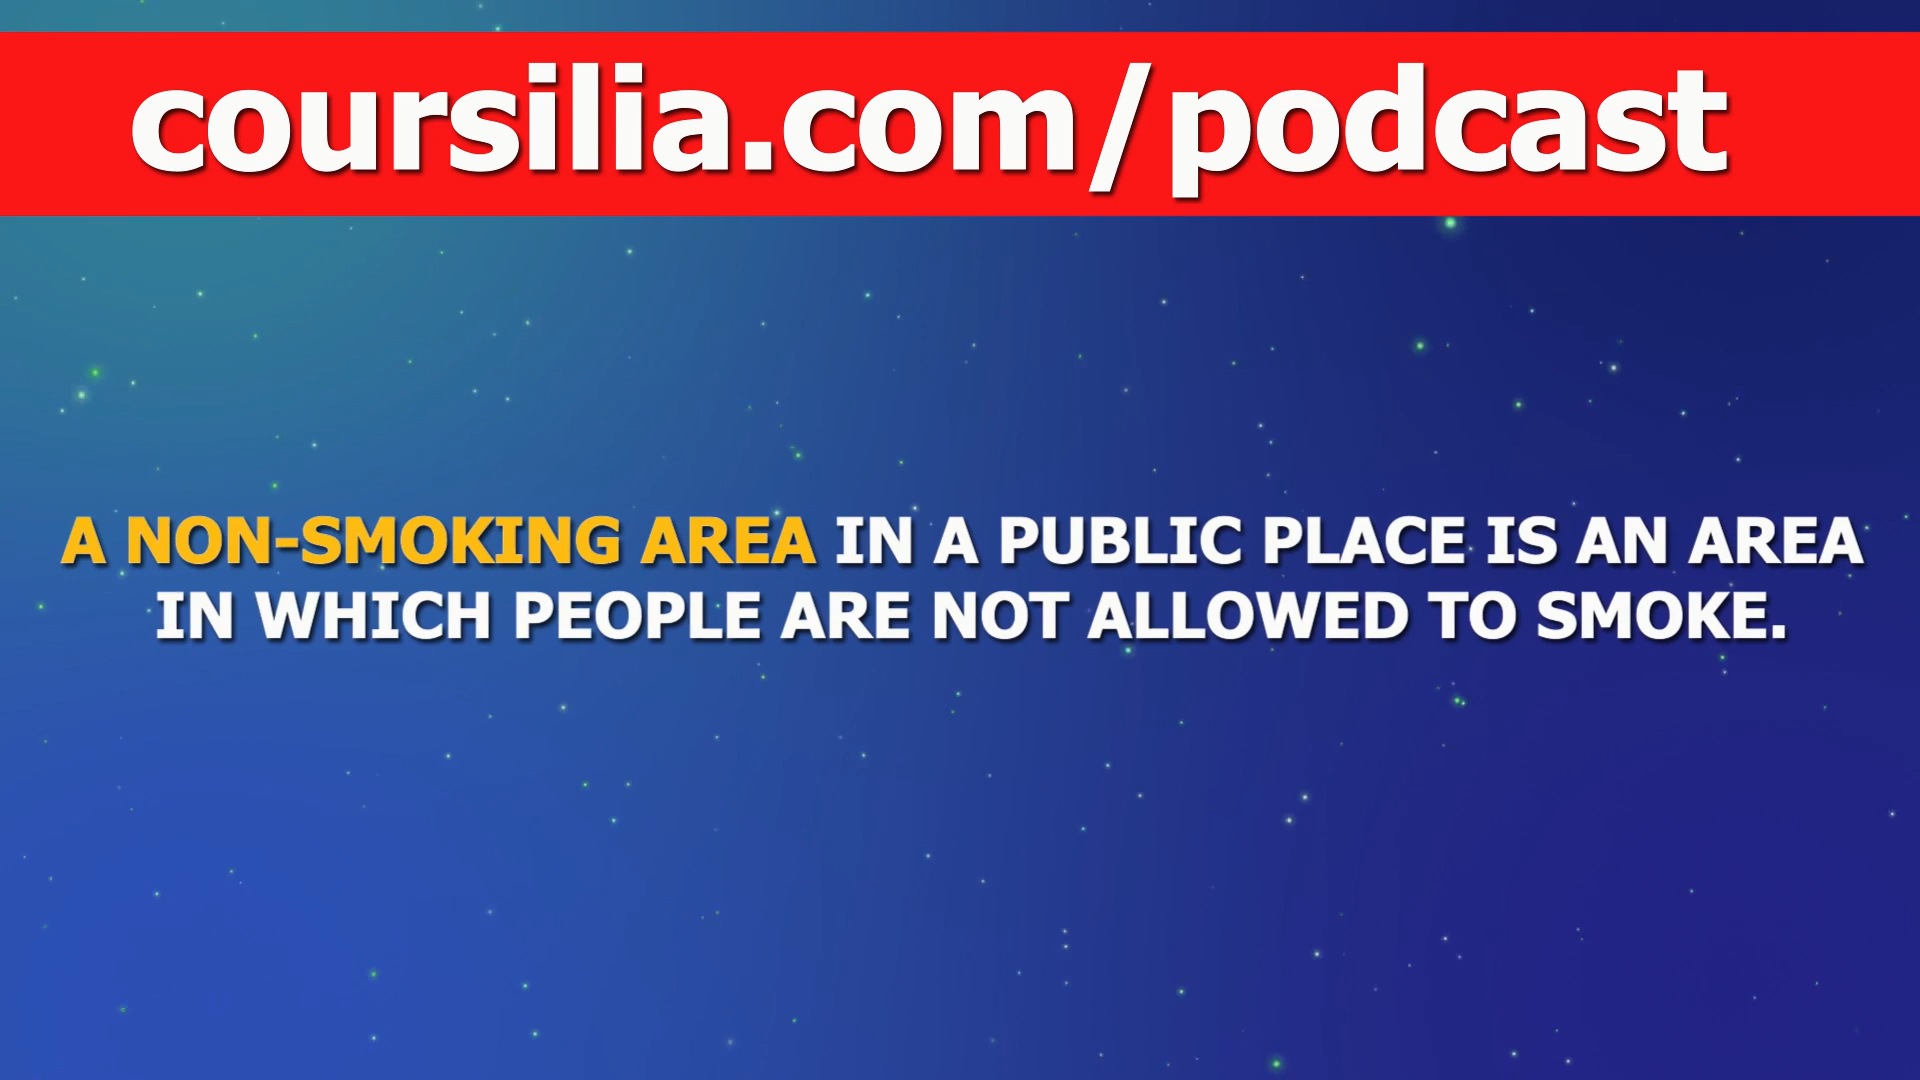 coursilia.com/podcast
A NON-SMOKING AREA IN A PUBLIC PLACE IS AN AREA
IN WHICH PEOPLE ARE NOT ALLOWED TO SMOKE.